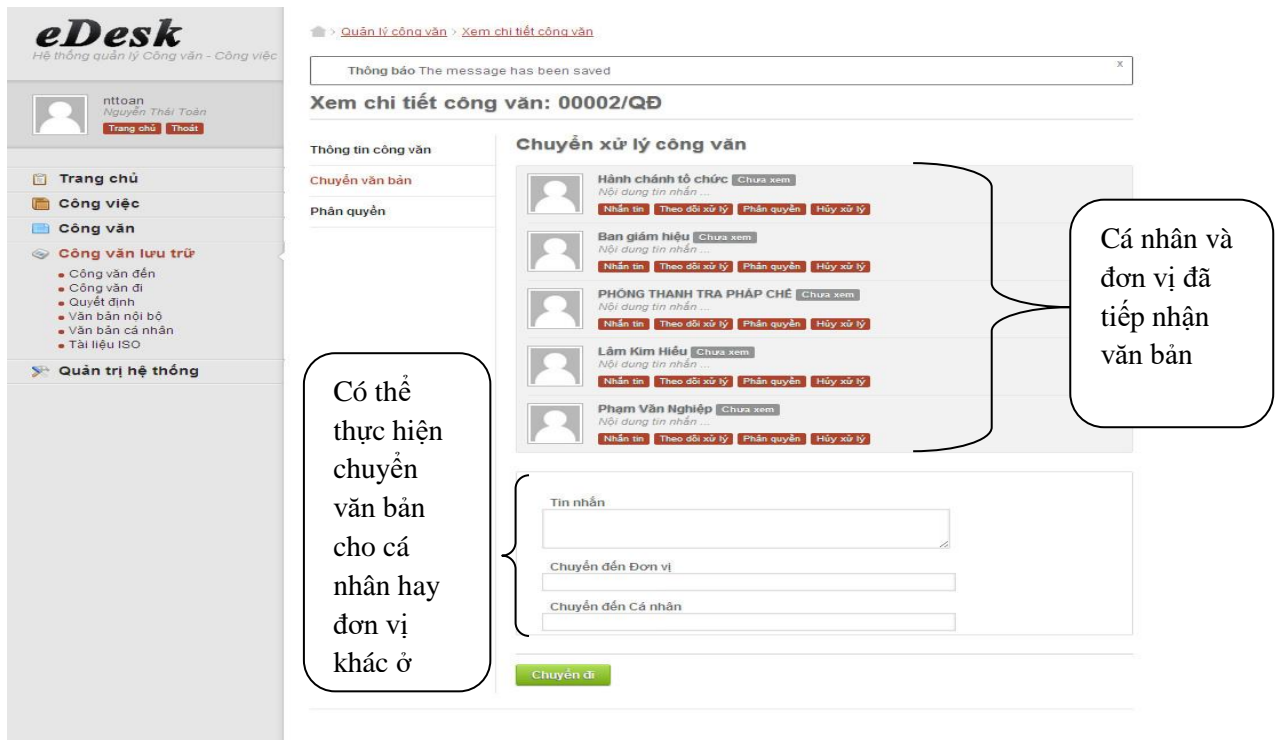 eDesk
Hệ thống quản lý Công văn - Công việc
nttoan
Nguyễn Thái Toàn
Trang chủ Thoát
Trang chủ
Công việc
Công văn
Công văn lưu trữ
Công văn đến
Công văn đi
Quyết định
Văn bản nội bộ
Văn bản cá nhân
Tài liệu ISO
Quản trị hệ thống
> Quản lý công văn > Xem chi tiết công văn
Thông báo The message has been saved
x
Xem chi tiết công văn: 00002/QĐ
Thông tin công văn
Chuyển văn bản
Phân quyền
Chuyển xử lý công văn
Hành chánh tổ chức Chưa xem
Nội dung tin nhắn ...
Nhắn tin Theo dõi xử lý Phân quyền Hủy xử lý
Ban giám hiệu Chưa xem
Nội dung tin nhắn ...
Nhắn tin Theo dõi xử lý Phân quyền Hủy xử lý
PHÒNG THANH TRA PHÁP CHẾ Chưa xem
Nội dung tin nhắn ...
Nhắn tin Theo dõi xử lý Phân quyền Hủy xử lý
Lâm Kim Hiếu Chưa xem
Nội dung tin nhắn ...
Nhắn tin Theo dõi xử lý Phân quyền Hủy xử lý
Phạm Văn Nghiệp Chưa xem
Nội dung tin nhắn ...
Nhắn tin Theo dõi xử lý Phân quyền Hủy xử lý
Cá nhân và
đơn vị đã
tiếp nhận
văn bản
Có thể
thực hiện
chuyển
văn bản
cho cá
nhân hay
đơn vị
khác ở
Tin nhắn
Chuyển đến Đơn vị
Chuyển đến Cá nhân
Chuyển đi